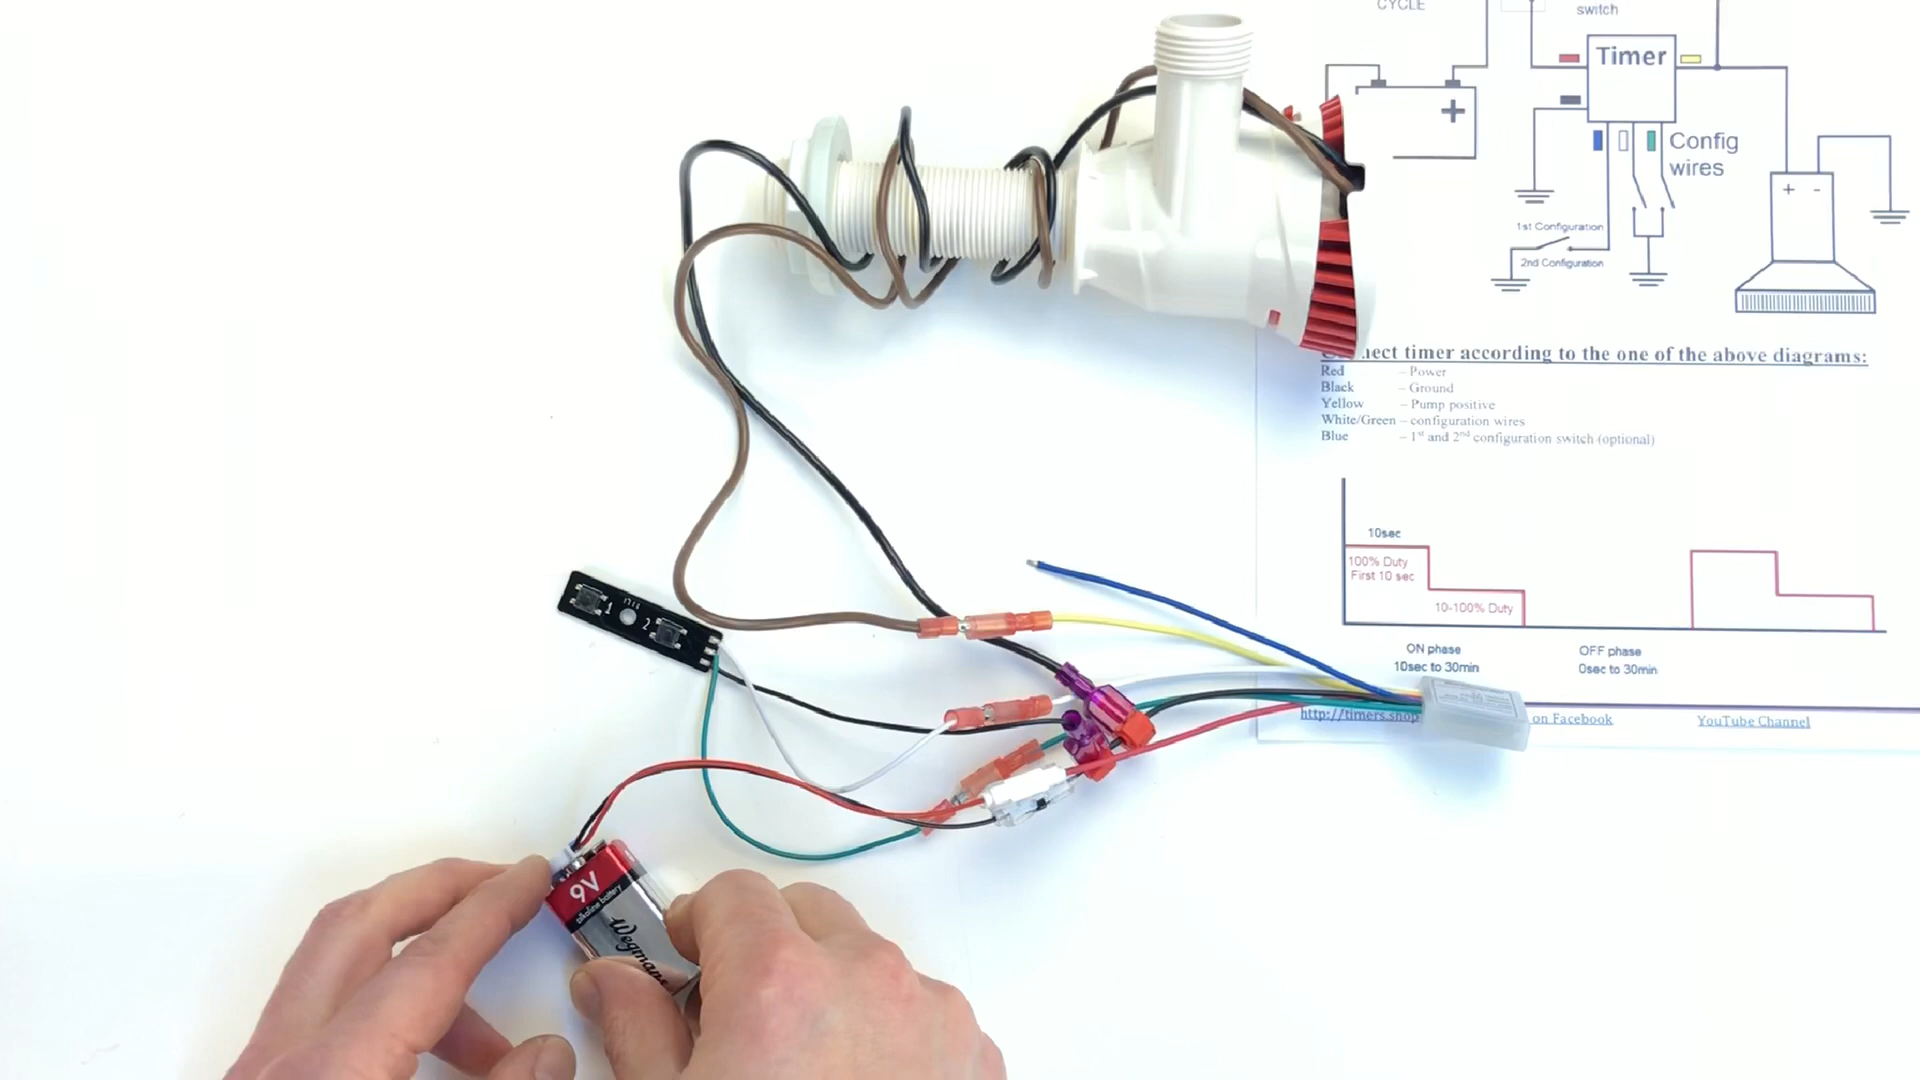 CYCLE
switch
Timer
+
Config
wires
+ -
1st Configuration
2nd Configuration
nect timer according to the one of the above diagrams:
Red – Power
Black – Ground
Yellow – Pump positive
White/Green – configuration wires
Blue – 1st and 2nd configuration switch (optional)
10sec
100% Duty
First 10 sec
10-100% Duty
ON phase
10sec to 30min
OFF phase
0sec to 30min
http://timers.shop
on Facebook
YouTube Channel
1
2
9V
alkaline battery
Wegmans